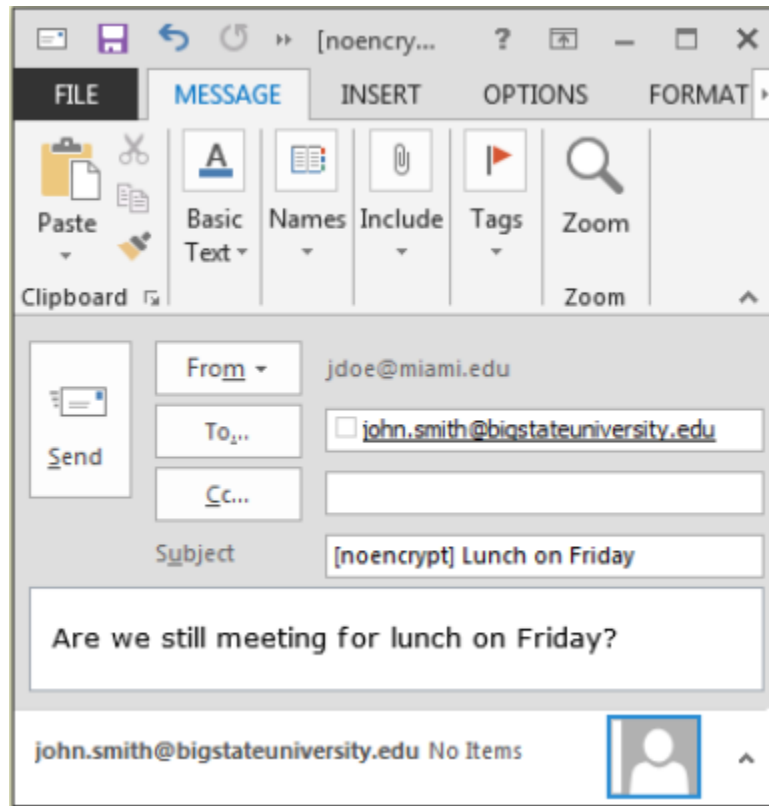 [noencry... ?
FILE MESSAGE INSERT OPTIONS FORMAT
Paste
Basic Text
Names
Include
Tags
Zoom
Clipboard Zoom
From jdoe@miami.edu
To... john.smith@bigstateuniversity.edu
Send
Cc...
Subject [noencrypt] Lunch on Friday
Are we still meeting for lunch on Friday?
john.smith@bigstateuniversity.edu No Items